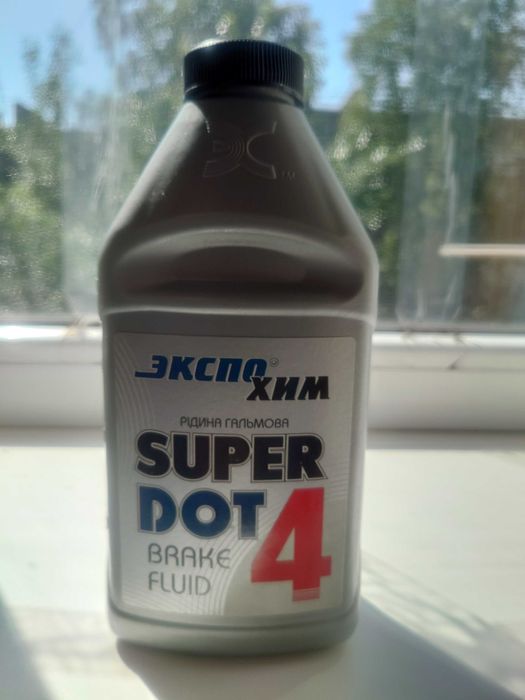 ЭКСПО
ХИМ
РІДИНА ГАЛЬМОВА
SUPER
DOT 4
BRAKE
FLUID